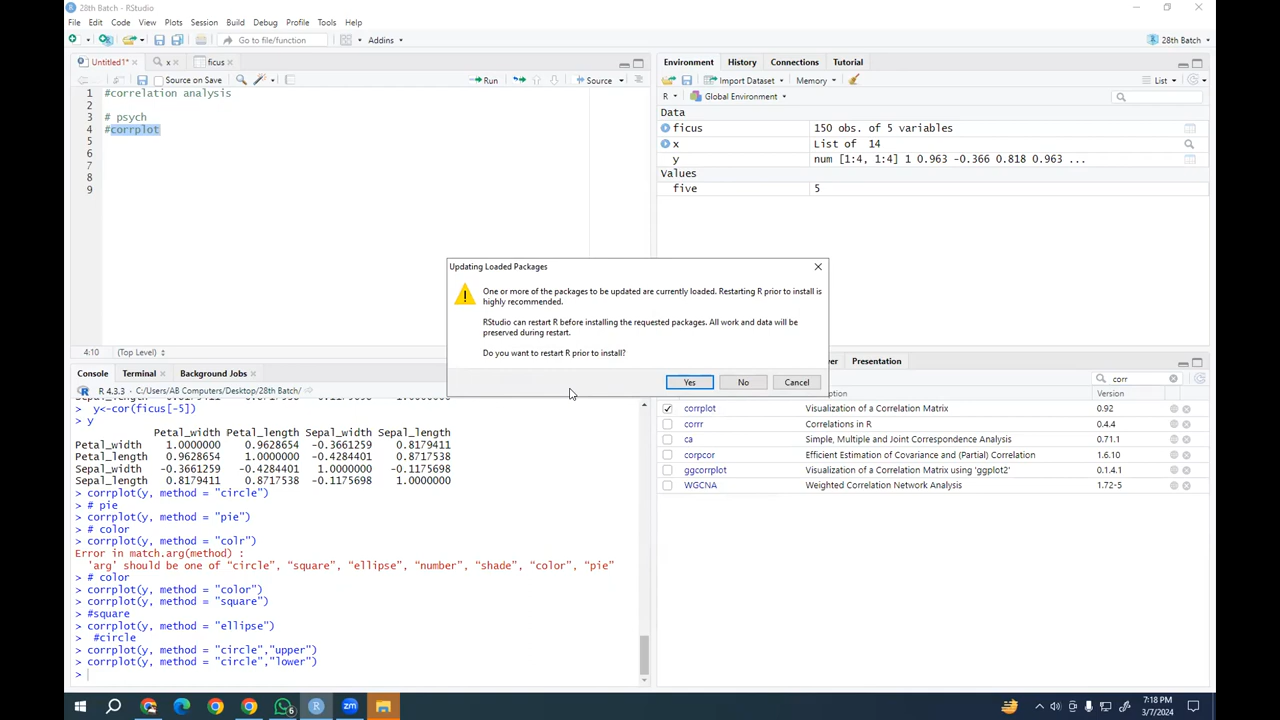 28th Batch - RStudio
File Edit Code View Plots Session Build Debug Profile Tools Help
Go to file/function Addins 28th Batch
Untitled1* x ficus
Source on Save Run Source
1 #correlation analysis
2
3 # psych
4 #corrplot
5
6
7
8
9
4:10 (Top Level)
Environment History Connections Tutorial
Import Dataset Memory List
R Global Environment
Data
ficus 150 obs. of 5 variables
x List of 14
y num [1:4, 1:4] 1 0.963 -0.366 0.818 0.963 ...
Values
five 5
Updating Loaded Packages
One or more of the packages to be updated are currently loaded. Restarting R prior to install is
highly recommended.
RStudio can restart R before installing the requested packages. All work and data will be
preserved during restart.
Do you want to restart R prior to install?
Yes No Cancel
Console Terminal Background Jobs
R 4.3.3 · C:/Users/AB Computers/Desktop/28th Batch/
> y<-cor(ficus[-5])
> y
Petal_width Petal_length Sepal_width Sepal_length
Petal_width 1.0000000 0.9628654 -0.3661259 0.8179411
Petal_length 0.9628654 1.0000000 -0.4284401 0.8717538
Sepal_width -0.3661259 -0.4284401 1.0000000 -0.1175698
Sepal_length 0.8179411 0.8717538 -0.1175698 1.0000000
> corrplot(y, method = "circle")
> # pie
> corrplot(y, method = "pie")
> # color
> corrplot(y, method = "colr")
Error in match.arg(method) :
'arg' should be one of "circle", "square", "ellipse", "number", "shade", "color", "pie"
> # color
> corrplot(y, method = "color")
> corrplot(y, method = "square")
> #square
> corrplot(y, method = "ellipse")
> #circle
> corrplot(y, method = "circle","upper")
> corrplot(y, method = "circle","lower")
>
Presentation
corr
Version
corrplot Visualization of a Correlation Matrix 0.92
corrr Correlations in R 0.4.4
ca Simple, Multiple and Joint Correspondence Analysis 0.71.1
corpcor Efficient Estimation of Covariance and (Partial) Correlation 1.6.10
ggcorrplot Visualization of a Correlation Matrix using 'ggplot2' 0.1.4.1
WGCNA Weighted Correlation Network Analysis 1.72-5
7:18 PM
3/7/2024